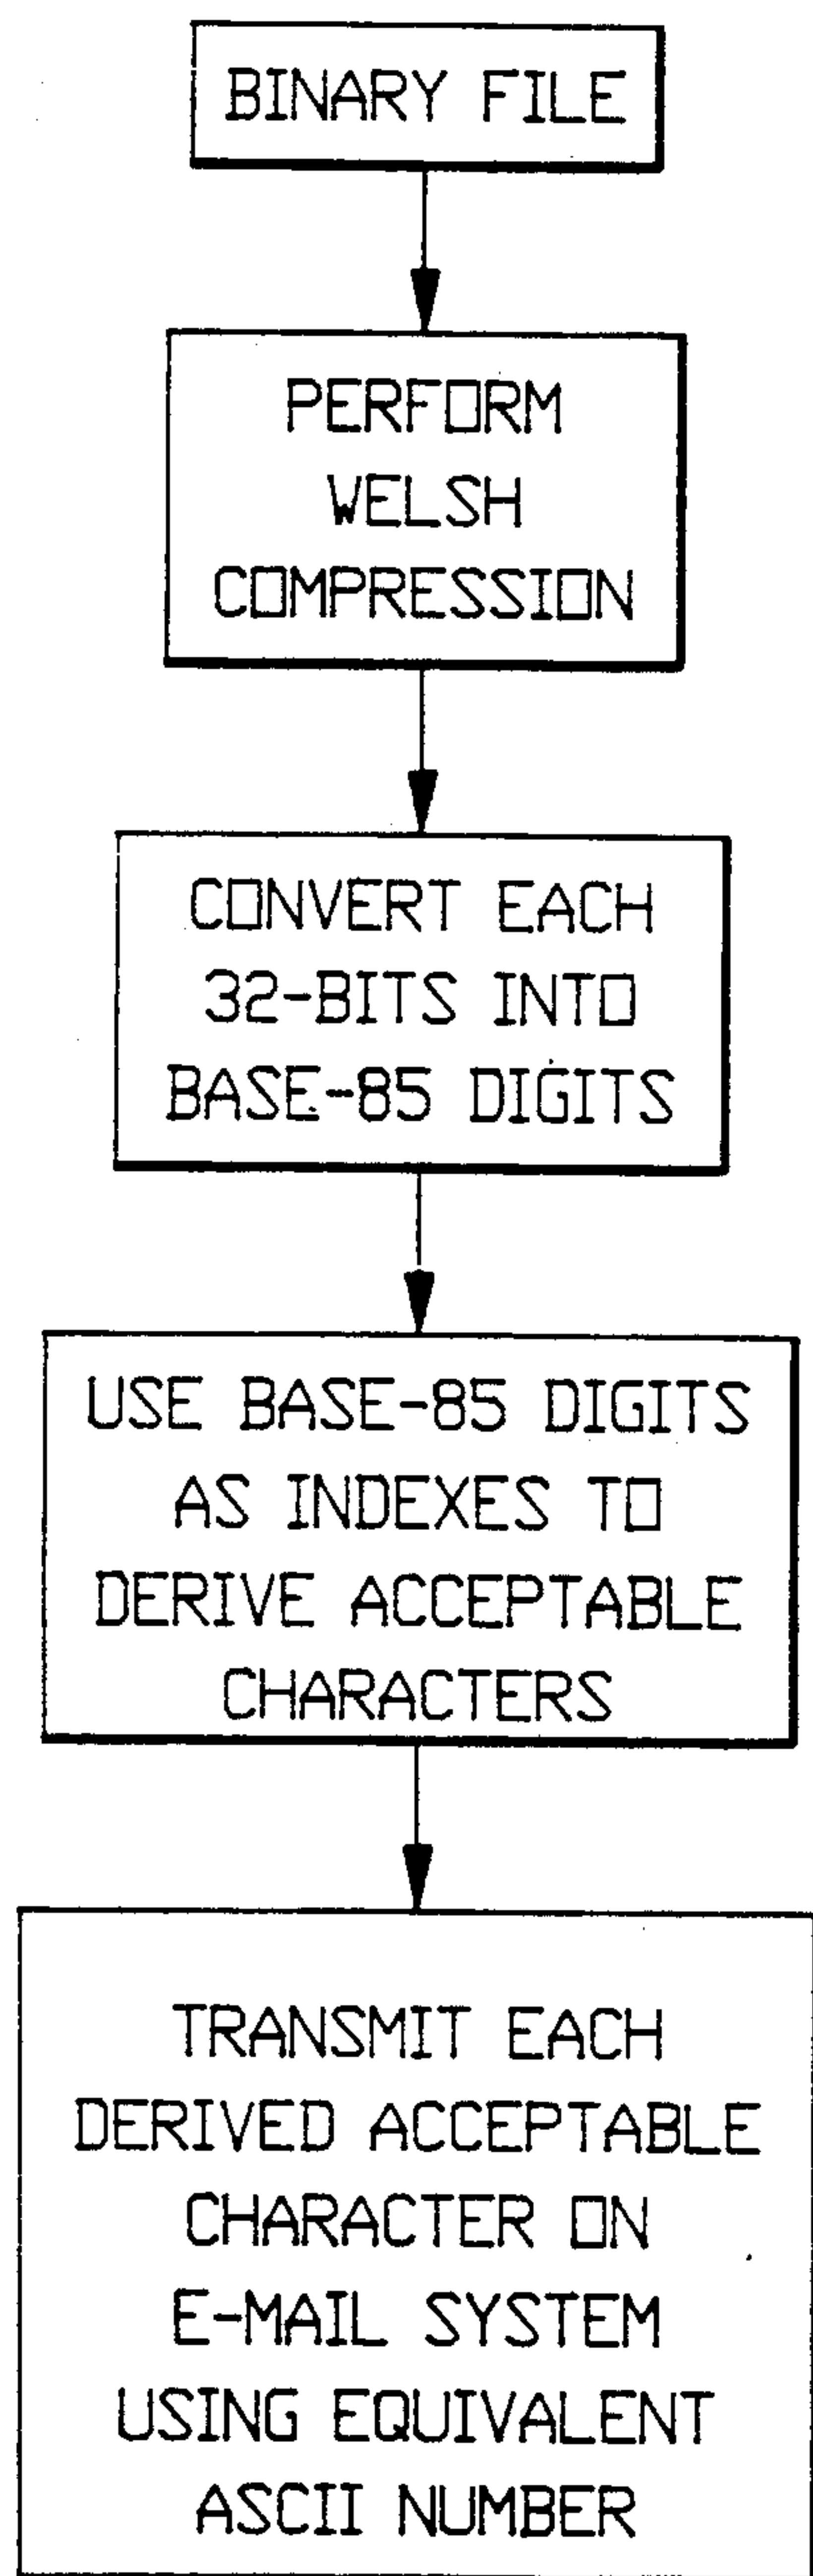 BINARY FILE
PERFORM
WELSH
COMPRESSION
CONVERT EACH
32-BITS INTO
BASE-85 DIGITS
USE BASE-85 DIGITS
AS INDEXES TO
DERIVE ACCEPTABLE
CHARACTERS
TRANSMIT EACH
DERIVED ACCEPTABLE
CHARACTER ON
E-MAIL SYSTEM
USING EQUIVALENT
ASCII NUMBER